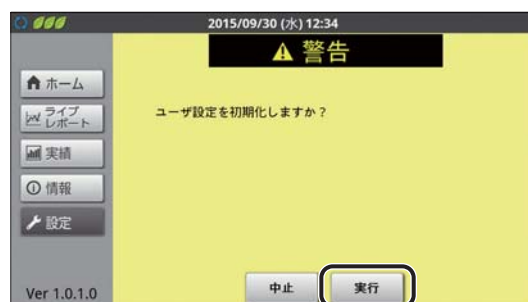 2015/09/30 (水) 12:34
警告
ホーム
ライブ
レポート
実績
情報
設定
ユーザ設定を初期化しますか？
中止
実行
Ver 1.0.1.0